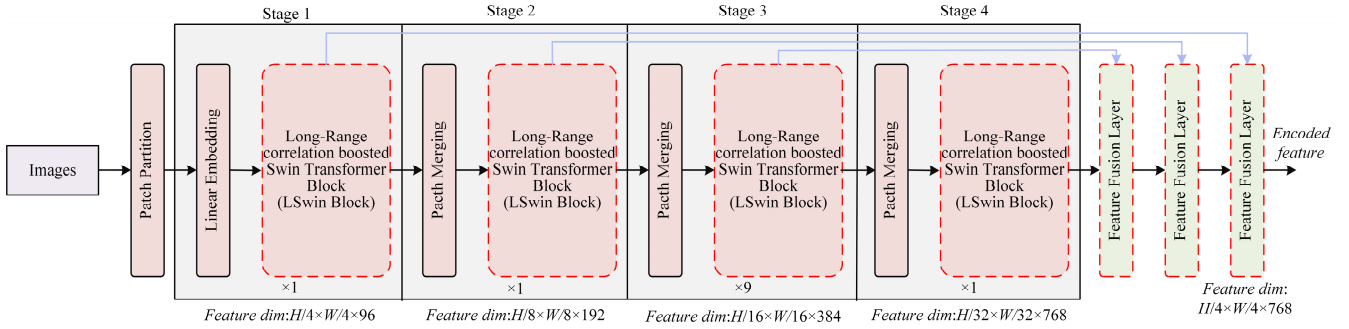 Stage 1
Stage 2
Stage 3
Stage 4
Images
Patch Partition
Linear Embedding
Long-Range
correlation boosted
Swin Transformer
Block
(LSwin Block)
×1
Pacth Merging
Long-Range
correlation boosted
Swin Transformer
Block
(LSwin Block)
×1
Pacth Merging
Long-Range
correlation boosted
Swin Transformer
Block
(LSwin Block)
×9
Pacth Merging
Long-Range
correlation boosted
Swin Transformer
Block
(LSwin Block)
×1
Feature Fusion Layer
Feature Fusion Layer
Feature Fusion Layer
Encoded
feature
Feature dim:H/4×W/4×96
Feature dim:H/8×W/8×192
Feature dim:H/16×W/16×384
Feature dim:H/32×W/32×768
Feature dim:
H/4×W/4×768